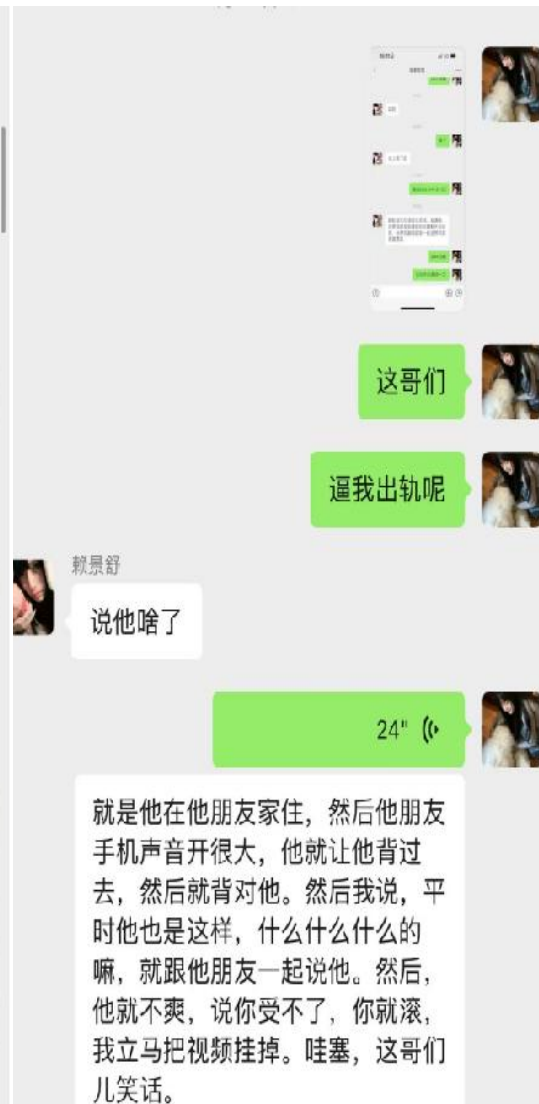 这哥们
逼我出轨呢
赖景舒
说他啥了
24"
就是他在他朋友家住，然后他朋友
手机声音开很大，他就让他背过
去，然后就背对他。然后我说，平
时他也是这样，什么什么什么的
嘛，就跟他朋友一起说他。然后，
他就不爽，说你受不了，你就滚，
我立马把视频挂掉。哇塞，这哥们
儿笑话。